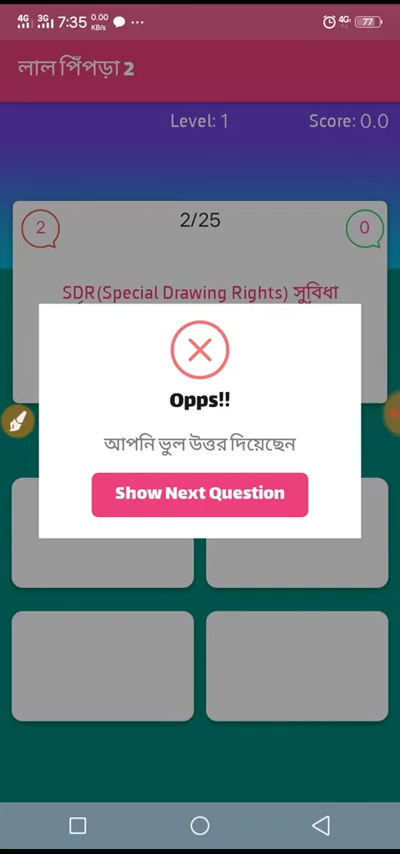 4G 3G 7:35 0.00 KB/s ... 4G 77
লাল পিঁপড়া 2
Level: 1 Score: 0.0
2 2/25 0
SDR(Special Drawing Rights) সুবিধা
Opps!!
আপনি ভুল উত্তর দিয়েছেন
Show Next Question